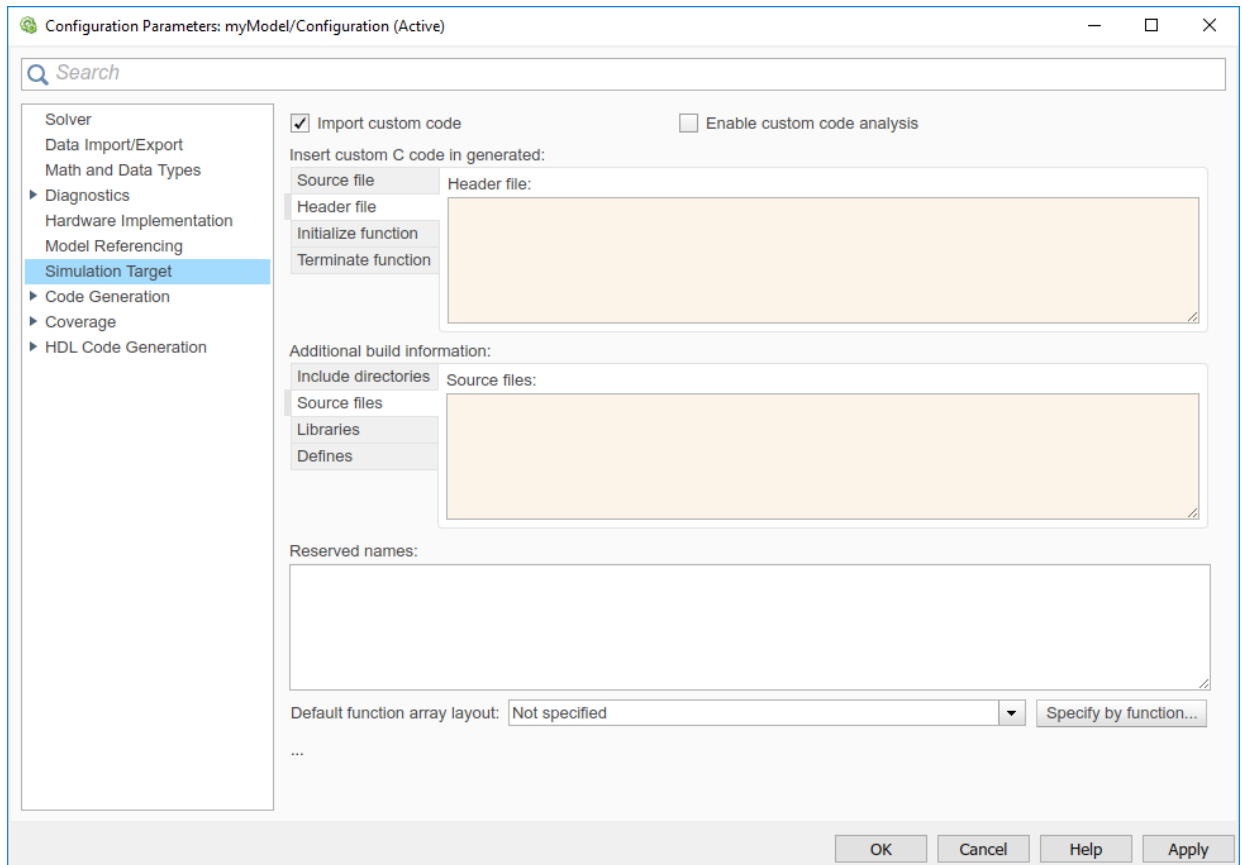 Configuration Parameters: myModel/Configuration (Active)
Search
Solver
Data Import/Export
Math and Data Types
Diagnostics
Hardware Implementation
Model Referencing
Simulation Target
Code Generation
Coverage
HDL Code Generation
Import custom code
Enable custom code analysis
Insert custom C code in generated:
Source file
Header file
Initialize function
Terminate function
Header file:
Additional build information:
Include directories
Source files
Libraries
Defines
Source files:
Reserved names:
Default function array layout: Not specified
Specify by function...
...
OK
Cancel
Help
Apply